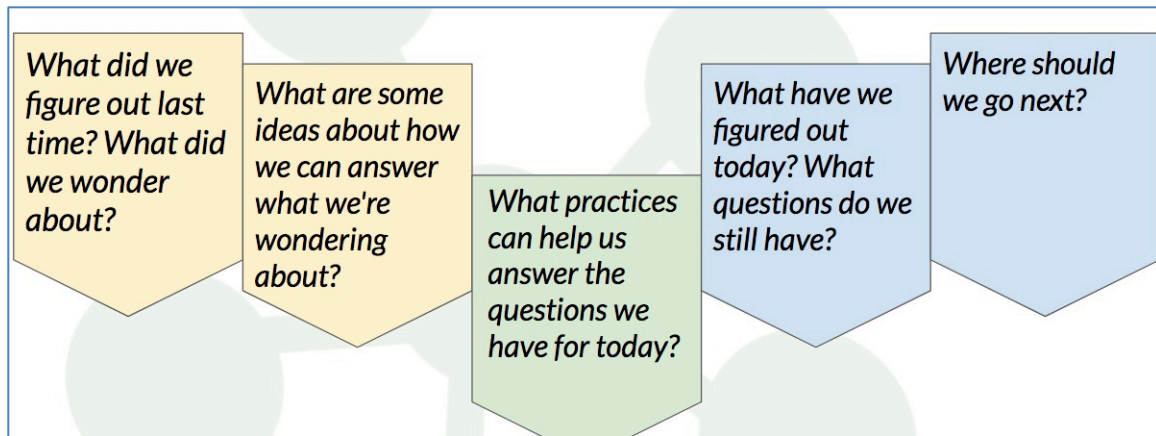 What did we
figure out last
time? What did
we wonder
about?
What are some
ideas about how
we can answer
what we're
wondering
about?
What practices
can help us
answer the
questions we
have for today?
What have we
figured out
today? What
questions do we
still have?
Where should
we go next?